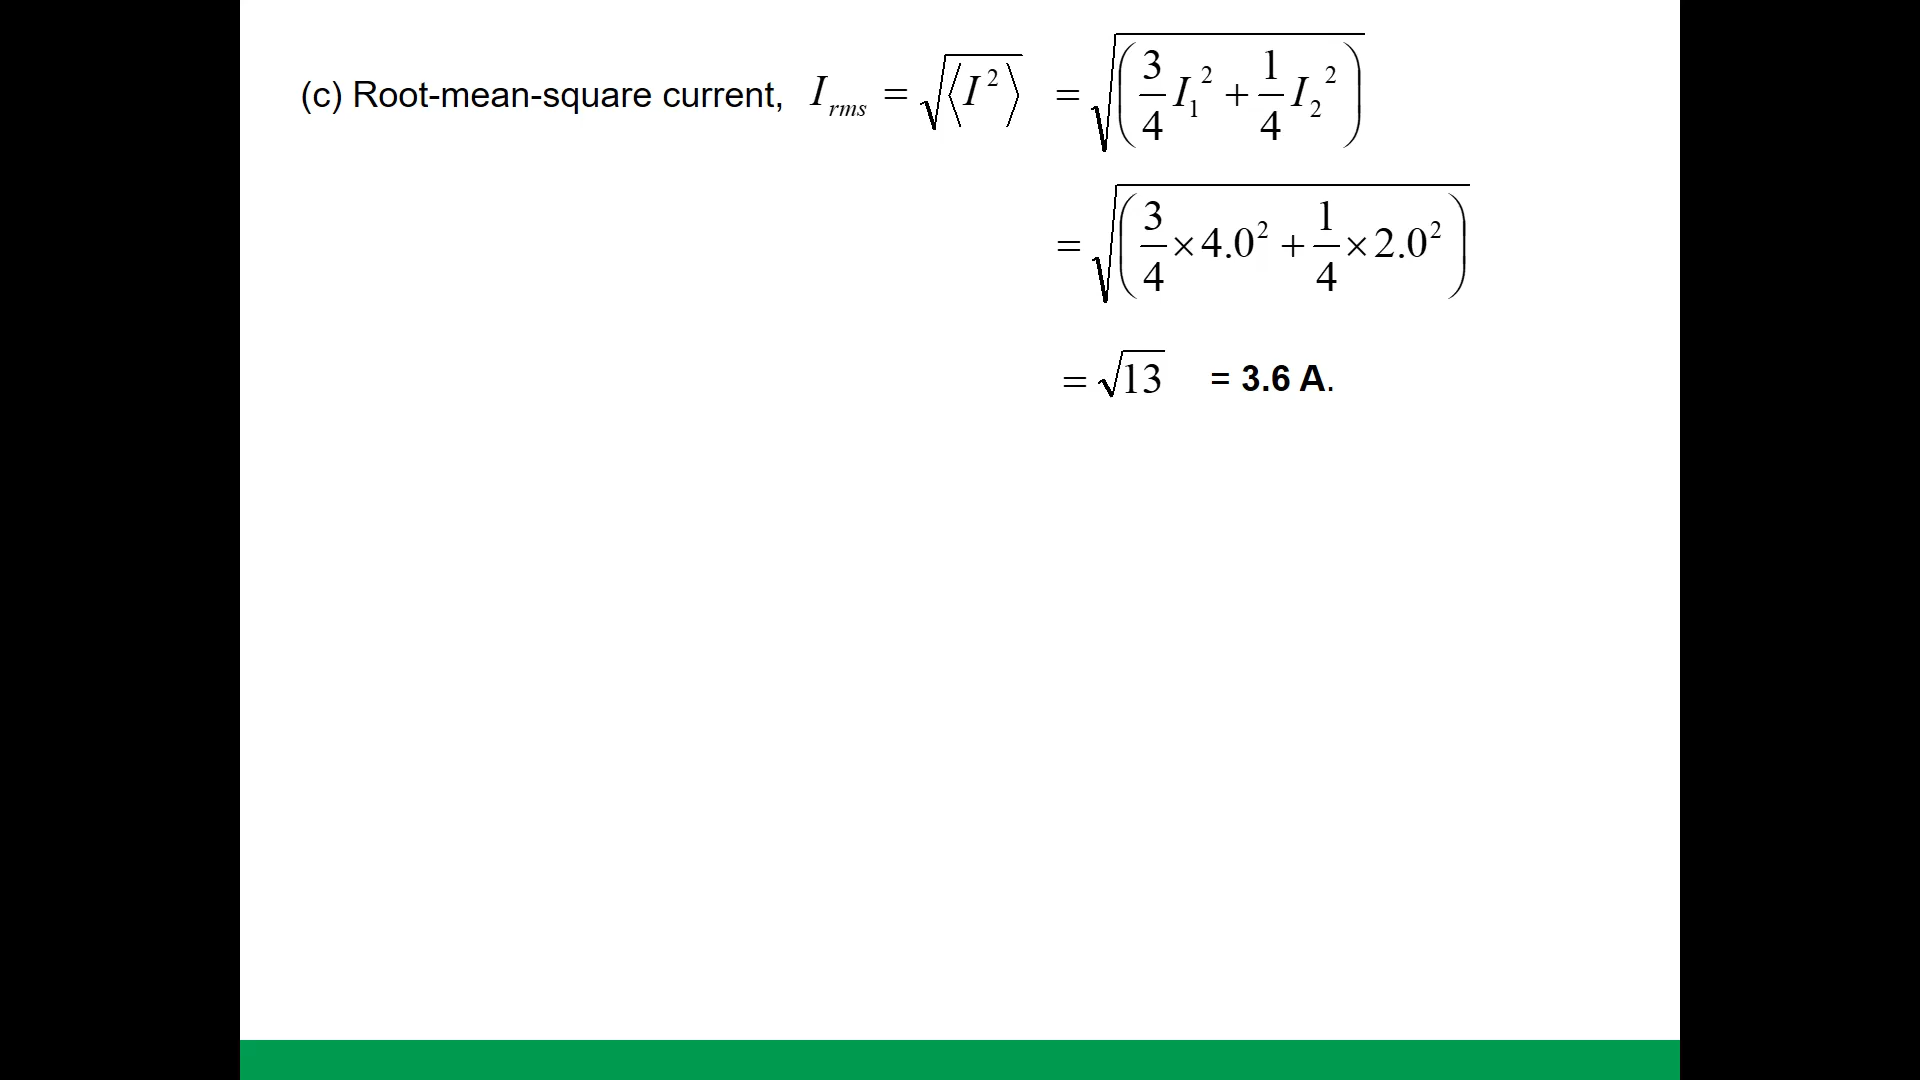 (c) Root-mean-square current, I_rms = √⟨I²⟩ = √(3/4 I₁² + 1/4 I₂²)
= √(3/4 × 4.0² + 1/4 × 2.0²)
= √13 = 3.6 A.